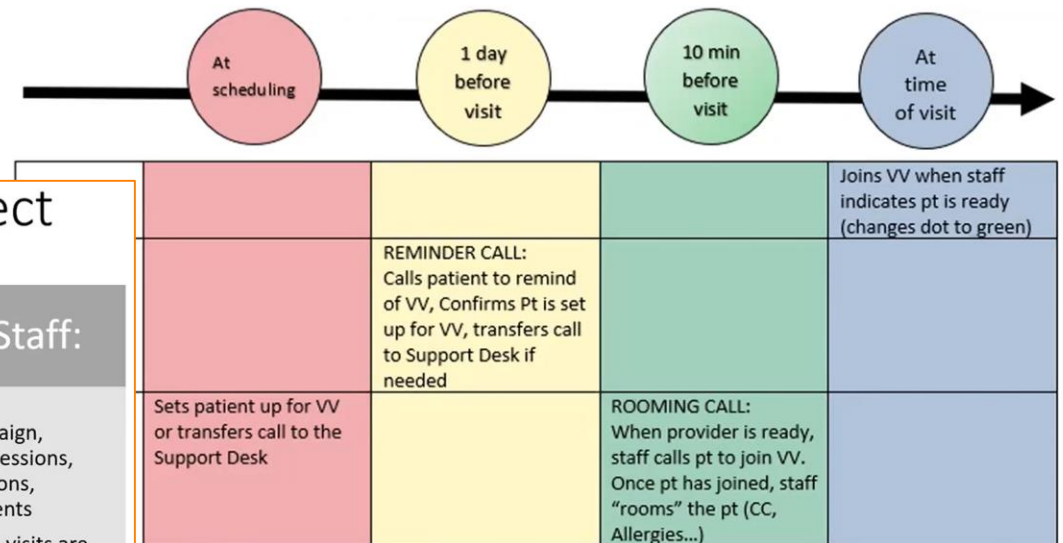 At
scheduling
1 day
before
visit
10 min
before
visit
At
time
of visit
Joins VV when staff
indicates pt is ready
(changes dot to green)
REMINDER CALL:
Calls patient to remind
of VV, Confirms Pt is set
up for VV, transfers call
to Support Desk if
needed
Sets patient up for VV
or transfers call to the
Support Desk
ROOMING CALL:
When provider is ready,
staff calls pt to join VV.
Once pt has joined, staff
“rooms” the pt (CC,
Allergies...)
ect
Staff:
aign,
essions,
ons,
ents
visits are